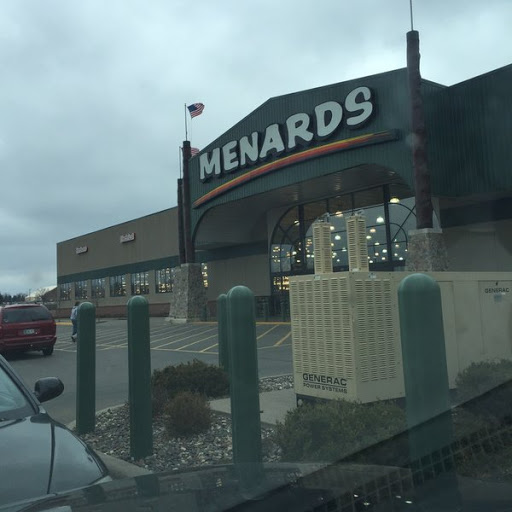 MENARDS
GENERAC
GENERAC
POWER SYSTEMS